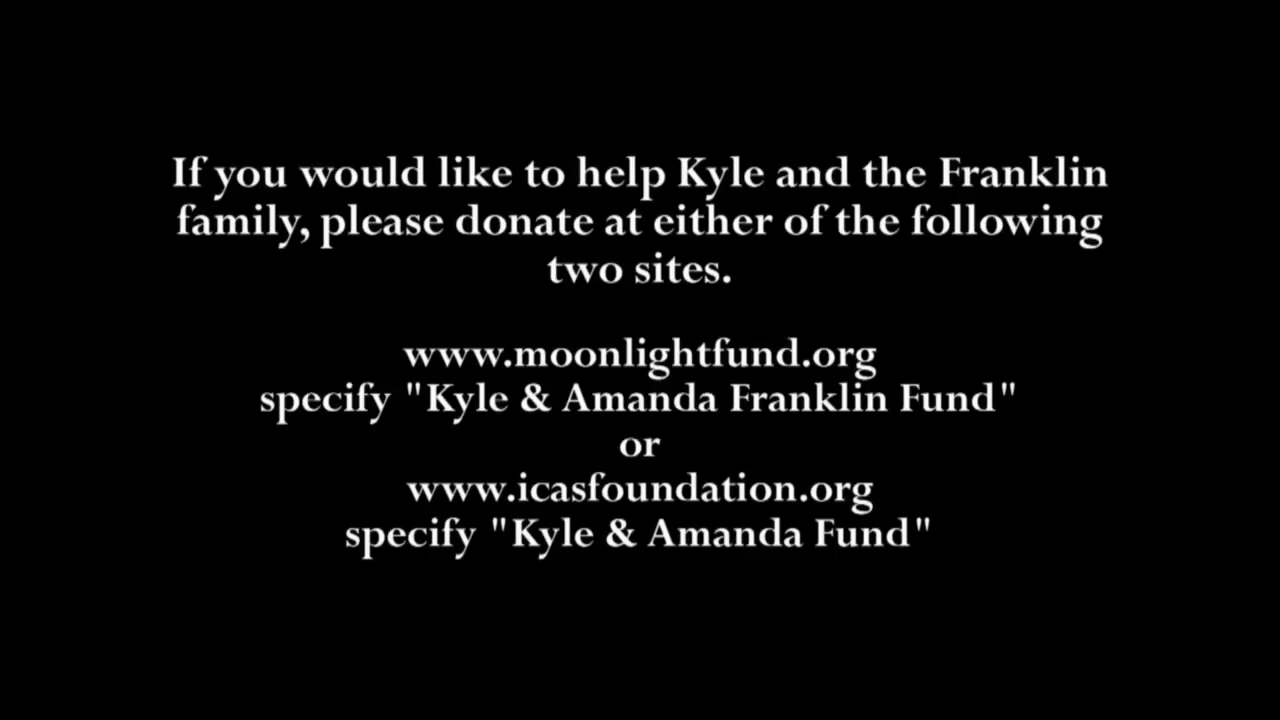 If you would like to help Kyle and the Franklin
family, please donate at either of the following
two sites.
www.moonlightfund.org
specify "Kyle & Amanda Franklin Fund"
or
www.icasfoundation.org
specify "Kyle & Amanda Fund"